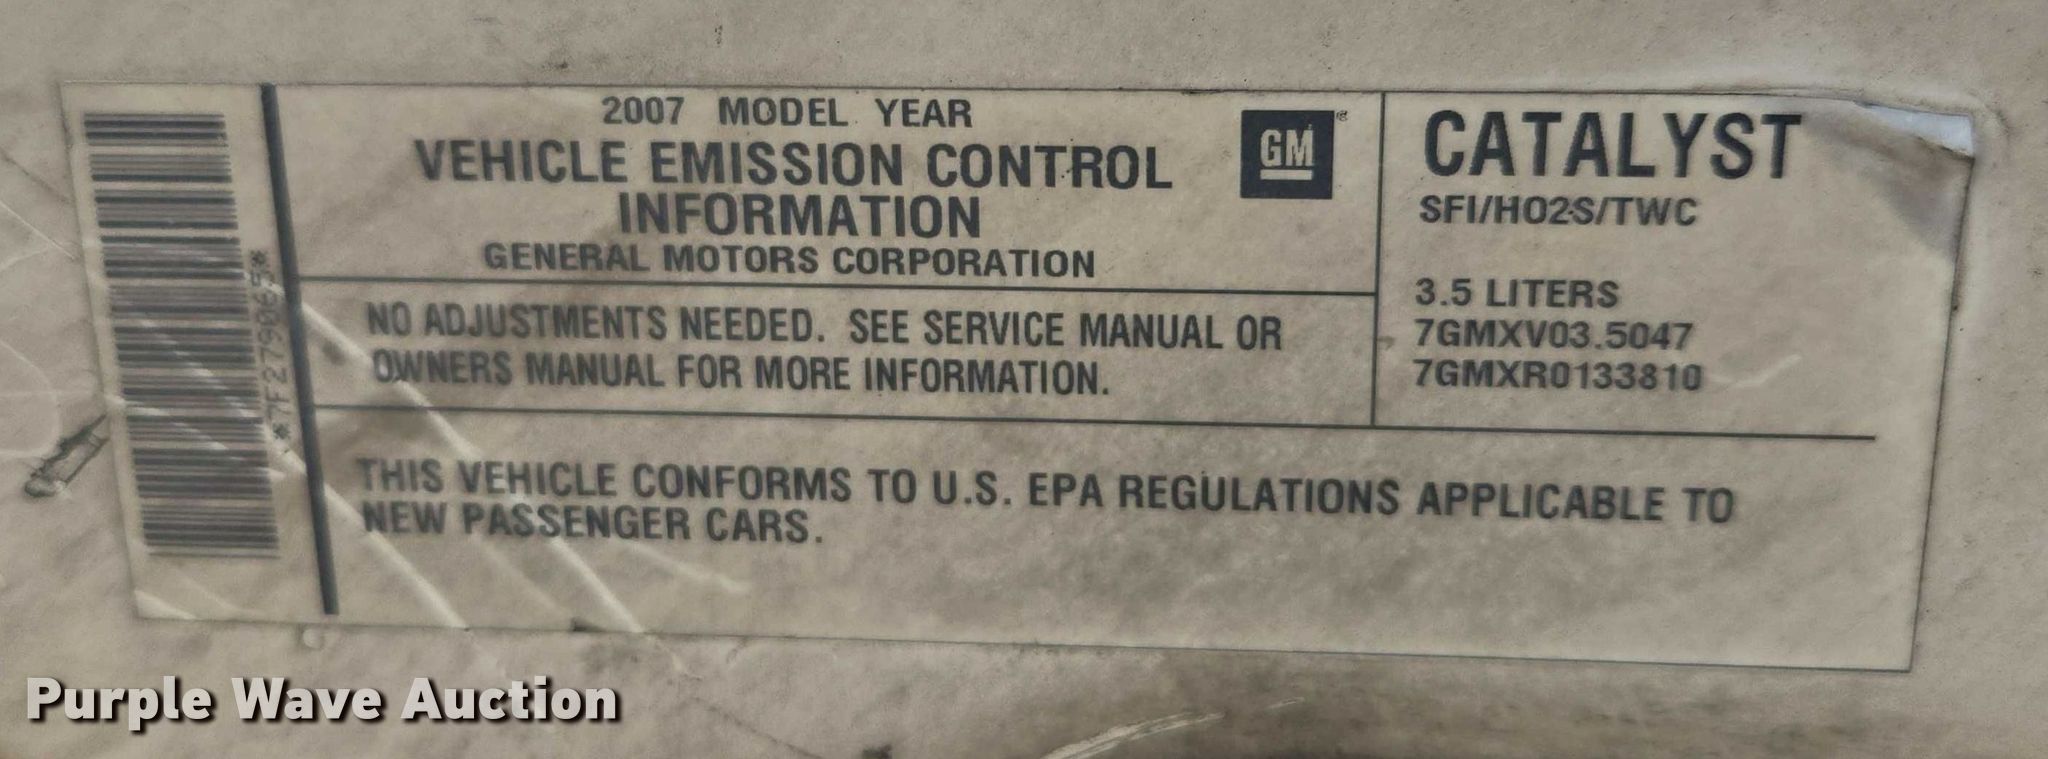 2007 MODEL YEAR
VEHICLE EMISSION CONTROL
INFORMATION
GENERAL MOTORS CORPORATION
GM
NO ADJUSTMENTS NEEDED. SEE SERVICE MANUAL OR
OWNERS MANUAL FOR MORE INFORMATION.
CATALYST
SFI/HO2S/TWC
3.5 LITERS
7GMXV03.5047
7GMXR0133810
THIS VEHICLE CONFORMS TO U.S. EPA REGULATIONS APPLICABLE TO
NEW PASSENGER CARS.
Purple Wave Auction